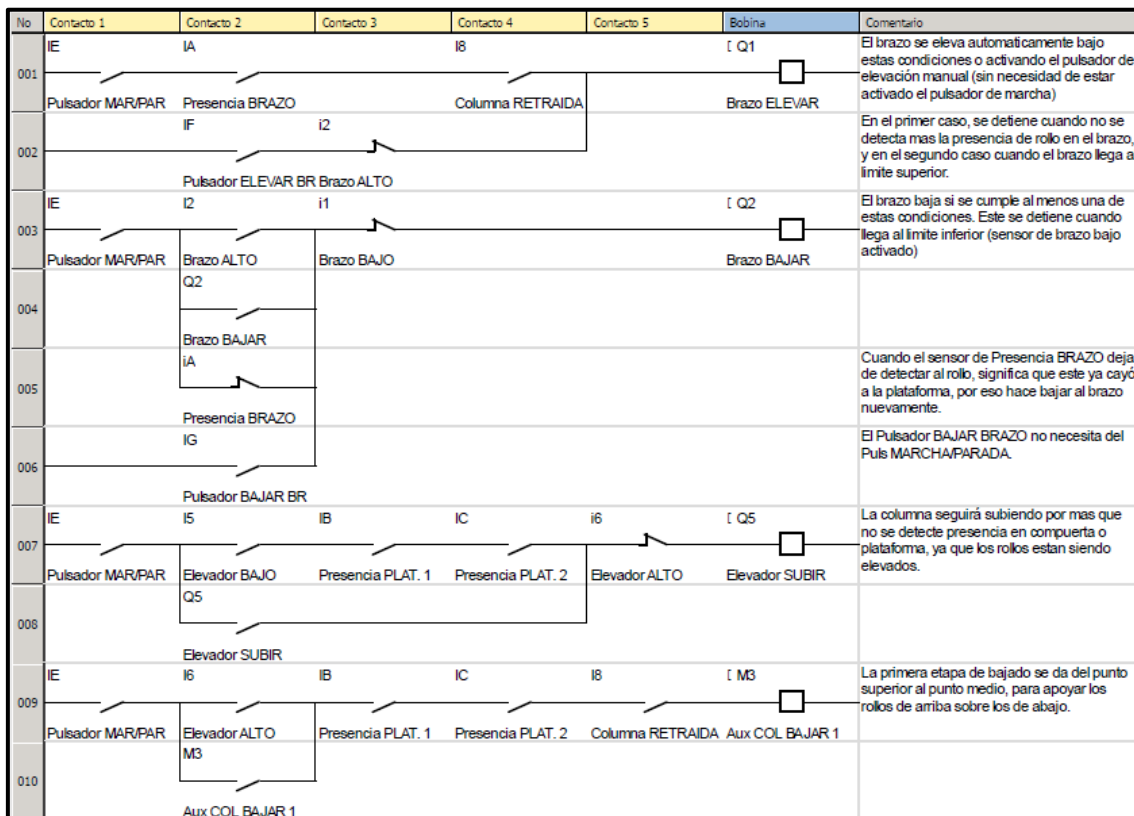 No Contacto 1 Contacto 2 Contacto 3 Contacto 4 Contacto 5 Bobina Comentario
IE IA I8 [ Q1
001
Pulsador MAR/PAR Presencia BRAZO Columna RETRAIDA Brazo ELEVAR
El brazo se eleva automaticamente bajo
estas condiciones o activando el pulsador de
elevación manual (sin necesidad de estar
activado el pulsador de marcha)
IF i2
002
Pulsador ELEVAR BR Brazo ALTO
En el primer caso, se detiene cuando no se
detecta mas la presencia de rollo en el brazo,
y en el segundo caso cuando el brazo llega al
limite superior.
IE I2 i1 [ Q2
003
Pulsador MAR/PAR Brazo ALTO Brazo BAJO Brazo BAJAR
El brazo baja si se cumple al menos una de
estas condiciones. Este se detiene cuando
llega al limite inferior (sensor de brazo bajo
activado)
Q2
004
Brazo BAJAR
iA
005
Presencia BRAZO
Cuando el sensor de Presencia BRAZO deja
de detectar al rollo, significa que este ya cayó
a la plataforma, por eso hace bajar al brazo
nuevamente.
IG
006
Pulsador BAJAR BR
El Pulsador BAJAR BRAZO no necesita del
Puls MARCHA/PARADA.
IE I5 IB IC i6 [ Q5
007
Pulsador MAR/PAR Elevador BAJO Presencia PLAT. 1 Presencia PLAT. 2 Elevador ALTO Elevador SUBIR
La columna seguirá subiendo por mas que
no se detecte presencia en compuerta o
plataforma, ya que los rollos estan siendo
elevados.
Q5
008
Elevador SUBIR
IE I6 IB IC I8 [ M3
009
Pulsador MAR/PAR Elevador ALTO Presencia PLAT. 1 Presencia PLAT. 2 Columna RETRAIDA Aux COL BAJAR 1
La primera etapa de bajado se da del punto
superior al punto medio, para apoyar los
rollos de arriba sobre los de abajo.
M3
010
Aux COL BAJAR 1